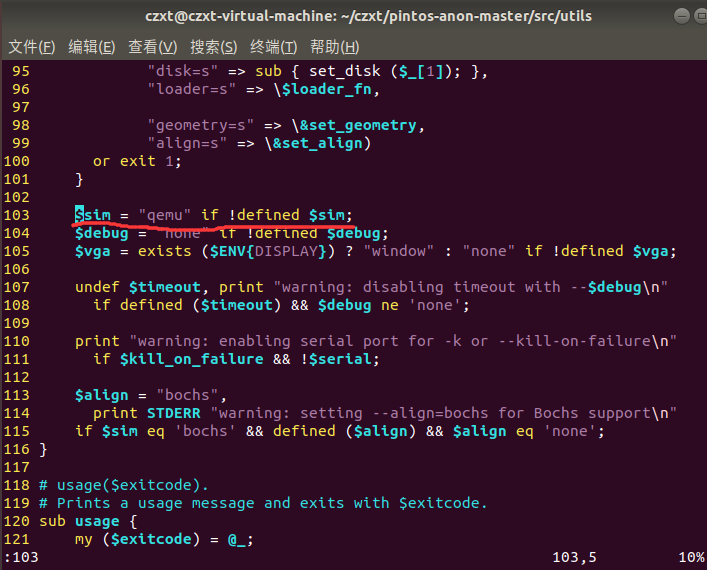 czxt@czxt-virtual-machine: ~/czxt/pintos-anon-master/src/utils
文件(F) 编辑(E) 查看(V) 搜索(S) 终端(T) 帮助(H)
95 "disk=s" => sub { set_disk ($_[1]); },
96 "loader=s" => \$loader_fn,
97
98 "geometry=s" => \&set_geometry,
99 "align=s" => \&set_align)
100 or exit 1;
101 }
102
103 $sim = "qemu" if !defined $sim;
104 $debug = "none" if !defined $debug;
105 $vga = exists ($ENV{DISPLAY}) ? "window" : "none" if !defined $vga;
106
107 undef $timeout, print "warning: disabling timeout with --$debug\n"
108 if defined ($timeout) && $debug ne 'none';
109
110 print "warning: enabling serial port for -k or --kill-on-failure\n"
111 if $kill_on_failure && !$serial;
112
113 $align = "bochs",
114 print STDERR "warning: setting --align=bochs for Bochs support\n"
115 if $sim eq 'bochs' && defined ($align) && $align eq 'none';
116 }
117
118 # usage($exitcode).
119 # Prints a usage message and exits with $exitcode.
120 sub usage {
121 my ($exitcode) = @_;
:103 103,5 10%